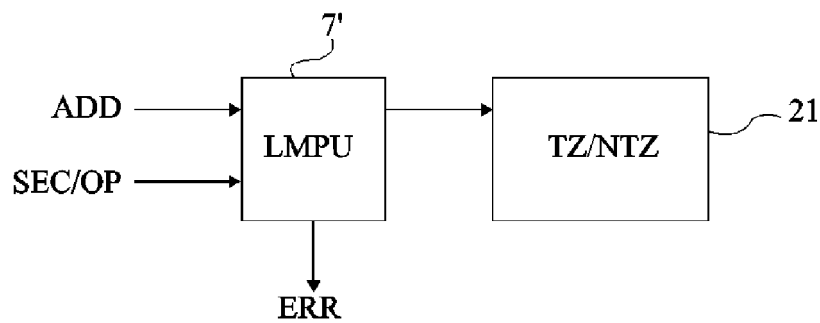 7'
ADD
LMPU
TZ/NTZ
21
SEC/OP
ERR